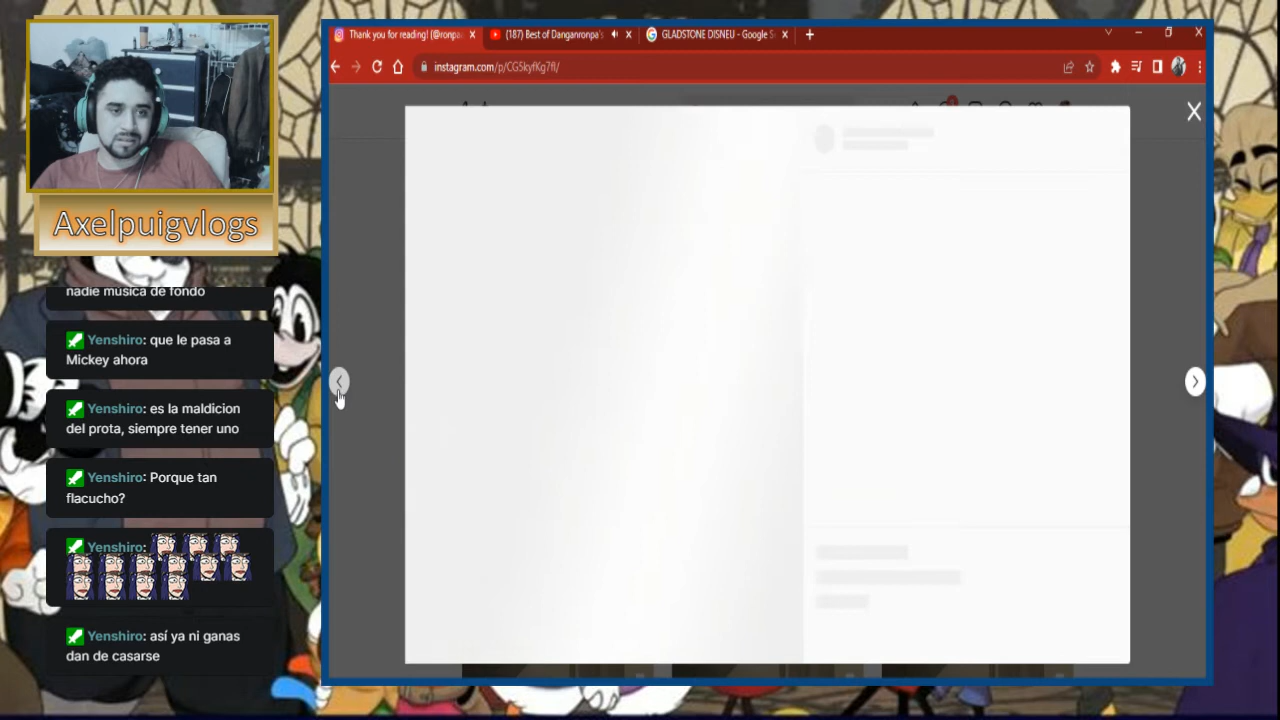 Thank you for reading! (@ronpa
(187) Best of Danganronpa's
GLADSTONE DISNEU - Google S
instagram.com/p/CG5kyfKg7fl/
Axelpuigvlogs
nadie musica de fondo
Yenshiro: que le pasa a
Mickey ahora
Yenshiro: es la maldicion
del prota, siempre tener uno
Yenshiro: Porque tan
flacucho?
Yenshiro:
Yenshiro: así ya ni ganas
dan de casarse